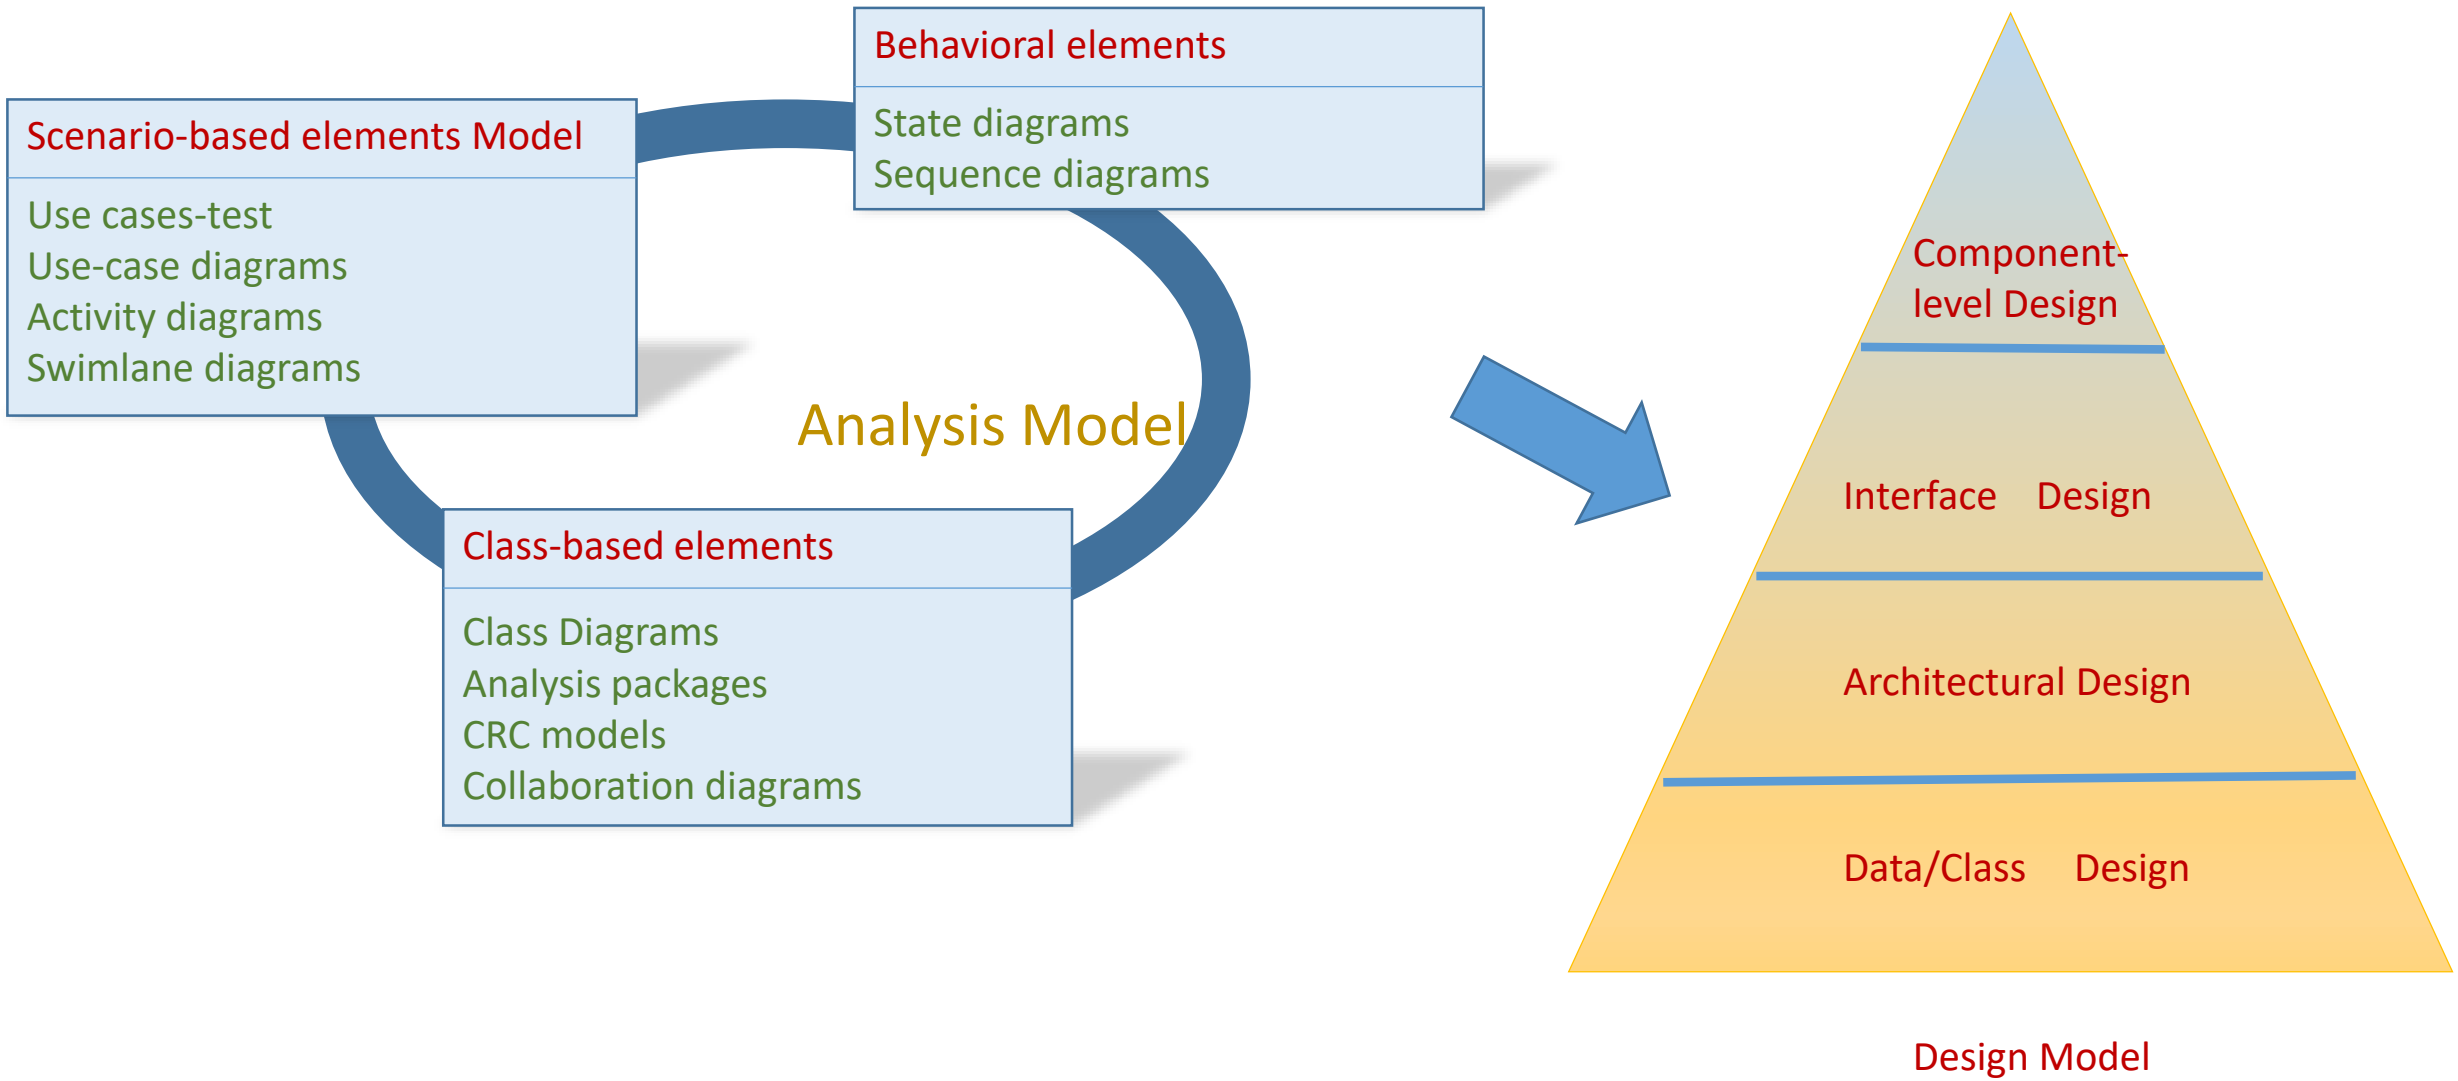 Behavioral elements
State diagrams
Sequence diagrams
Scenario-based elements Model
Use cases-test
Use-case diagrams
Activity diagrams
Swimlane diagrams
Analysis Model
Class-based elements
Class Diagrams
Analysis packages
CRC models
Collaboration diagrams
Component-
level Design
Interface Design
Architectural Design
Data/Class Design
Design Model